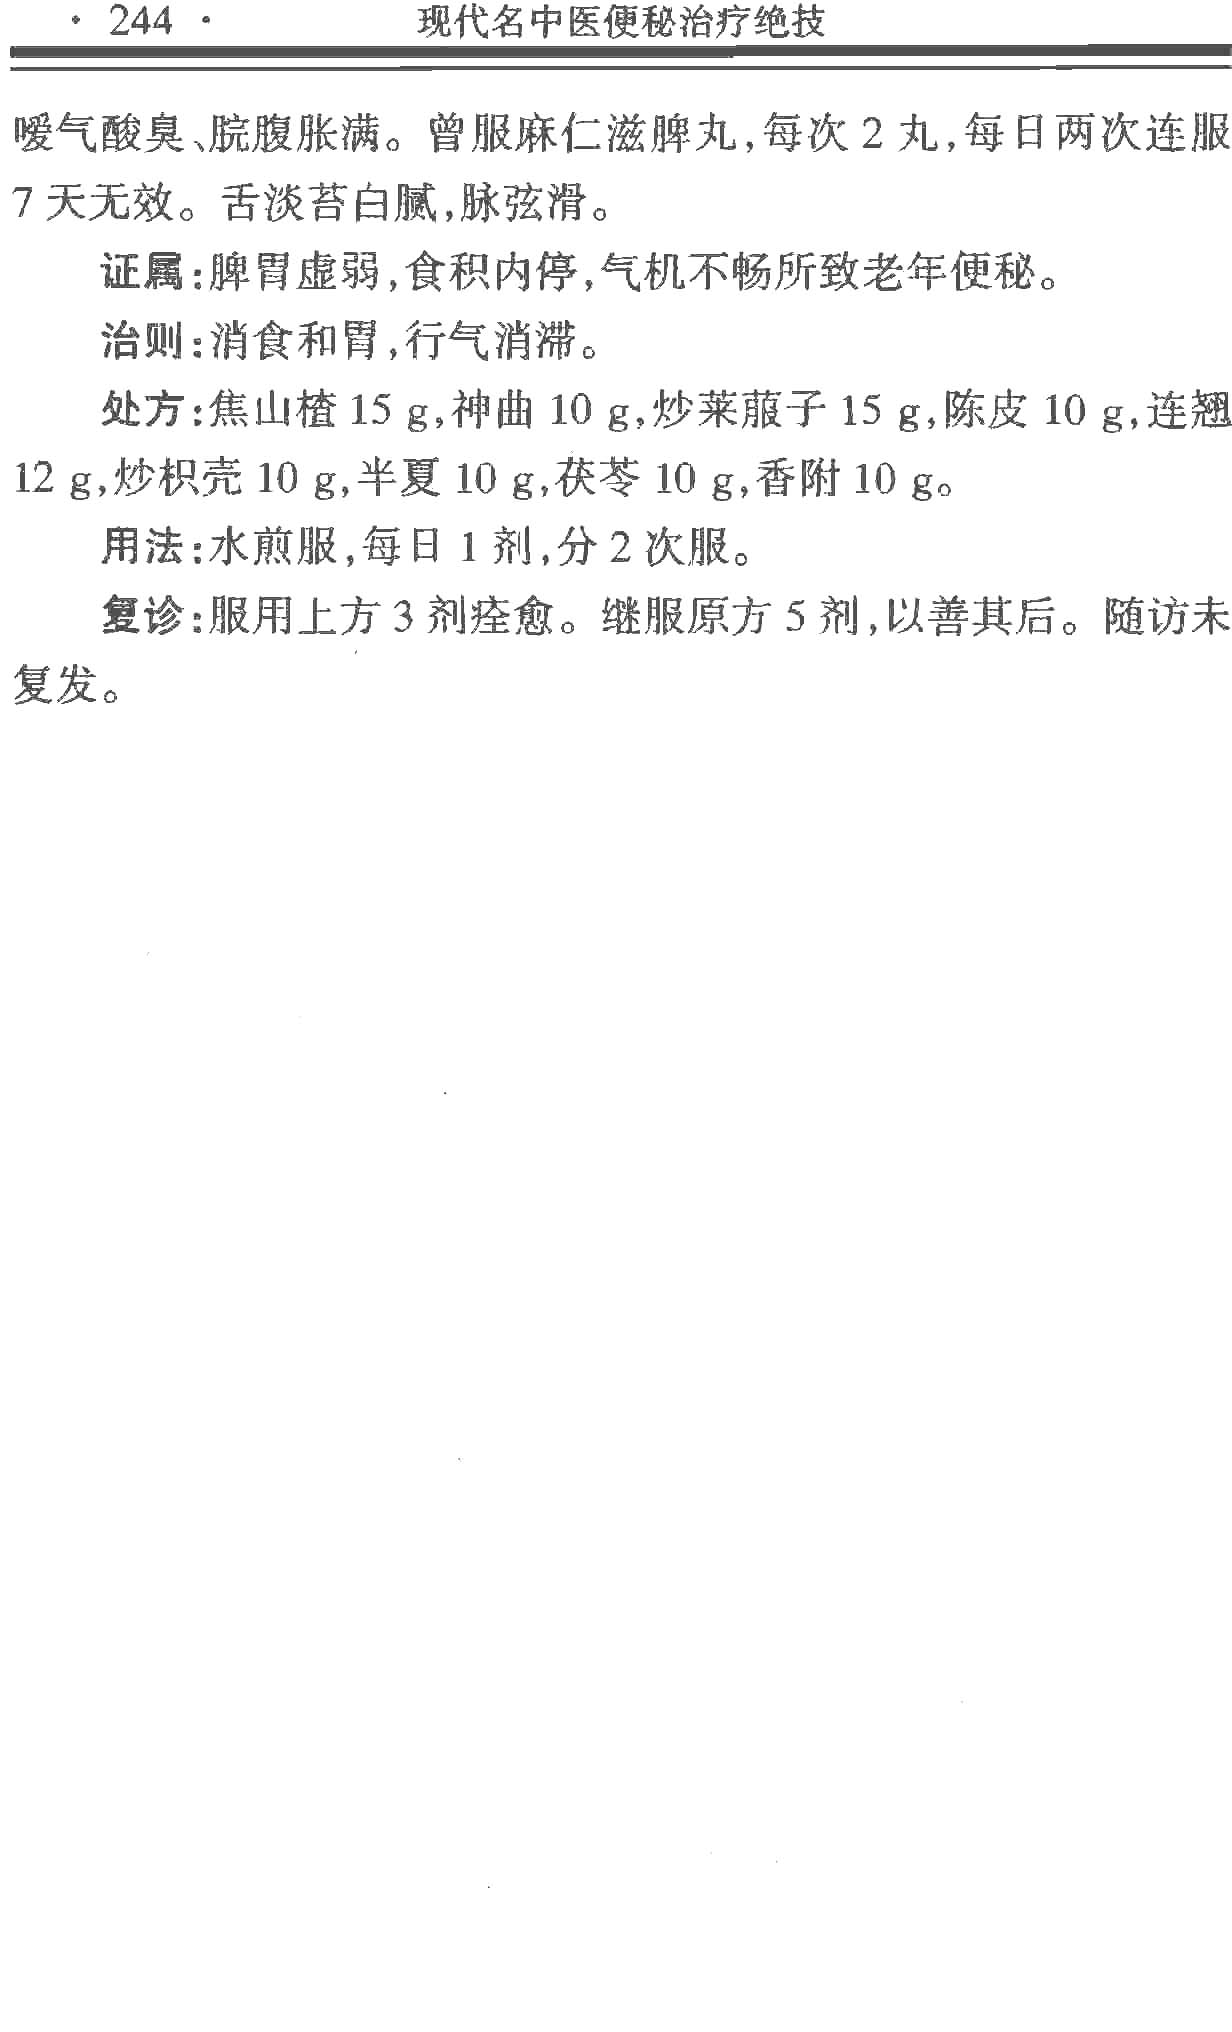 · 244 · 现代名中医便秘治疗绝技
嗳气酸臭、脘腹胀满。曾服麻仁滋脾丸,每次 2 丸,每日两次连服
7 天无效。舌淡苔白腻,脉弦滑。
证属:脾胃虚弱,食积内停,气机不畅所致老年便秘。
治则:消食和胃,行气消滞。
处方:焦山楂 15 g,神曲 10 g,炒莱菔子 15 g,陈皮 10 g,连翘
12 g,炒枳壳 10 g,半夏 10 g,茯苓 10 g,香附 10 g。
用法:水煎服,每日 1 剂,分 2 次服。
复诊:服用上方 3 剂痊愈。继服原方 5 剂,以善其后。随访未
复发。